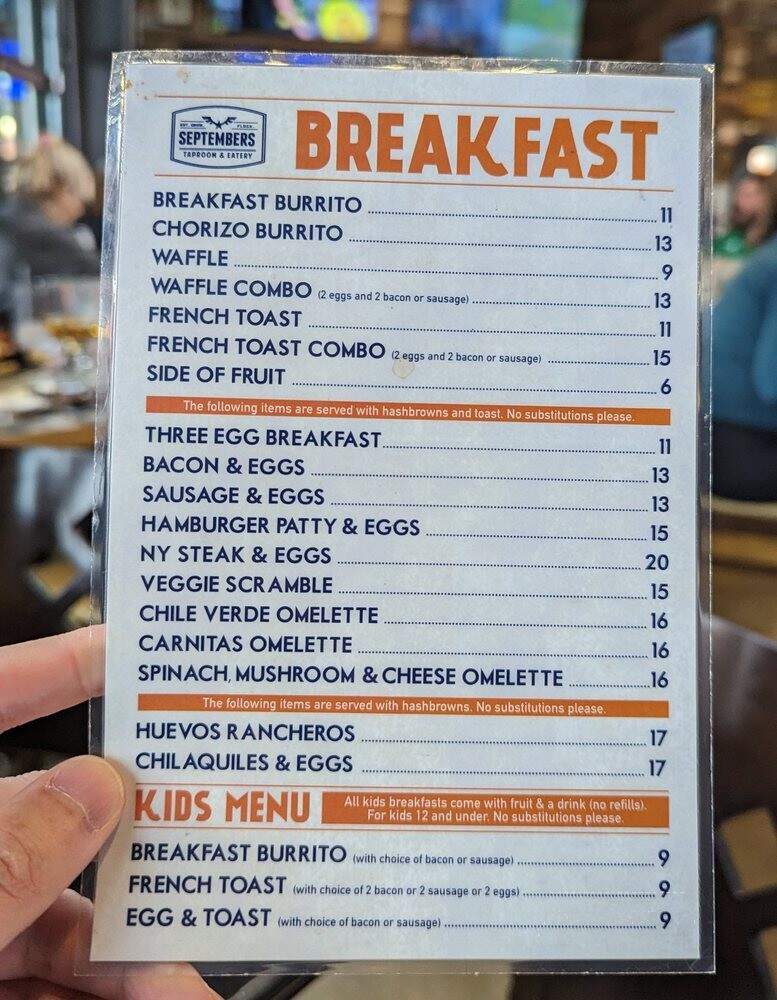 SEPTEMBERS
TAPROOM & EATERY
BREAKFAST
BREAKFAST BURRITO 11
CHORIZO BURRITO 13
WAFFLE 9
WAFFLE COMBO (2 eggs and 2 bacon or sausage) 13
FRENCH TOAST 11
FRENCH TOAST COMBO (2 eggs and 2 bacon or sausage) 15
SIDE OF FRUIT 6
The following items are served with hashbrowns and toast. No substitutions please.
THREE EGG BREAKFAST 11
BACON & EGGS 13
SAUSAGE & EGGS 13
HAMBURGER PATTY & EGGS 15
NY STEAK & EGGS 20
VEGGIE SCRAMBLE 15
CHILE VERDE OMELETTE 16
CARNITAS OMELETTE 16
SPINACH, MUSHROOM & CHEESE OMELETTE 16
The following items are served with hashbrowns. No substitutions please.
HUEVOS RANCHEROS 17
CHILAQUILES & EGGS 17
KIDS MENU
All kids breakfasts come with fruit & a drink (no refills).
For kids 12 and under. No substitutions please.
BREAKFAST BURRITO (with choice of bacon or sausage) 9
FRENCH TOAST (with choice of 2 bacon or 2 sausage or 2 eggs) 9
EGG & TOAST (with choice of bacon or sausage) 9